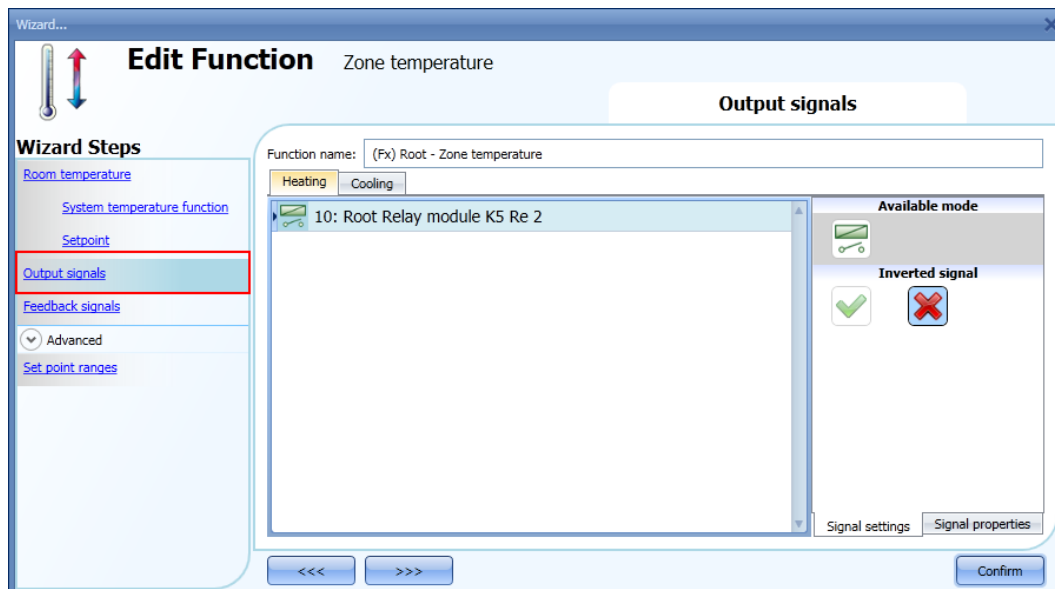 Wizard...
Edit Function Zone temperature
Output signals
Wizard Steps
Room temperature
System temperature function
Setpoint
Output signals
Feedback signals
Advanced
Set point ranges
Function name: (Fx) Root - Zone temperature
Heating Cooling
10: Root Relay module K5 Re 2
Available mode
Inverted signal
Signal settings Signal properties
<<< >>> Confirm